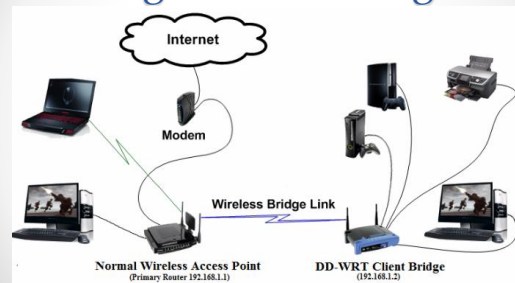 Internet
Modem
Wireless Bridge Link
Normal Wireless Access Point
(Primary Router 192.168.1.1)
DD-WRT Client Bridge
(192.168.1.2)